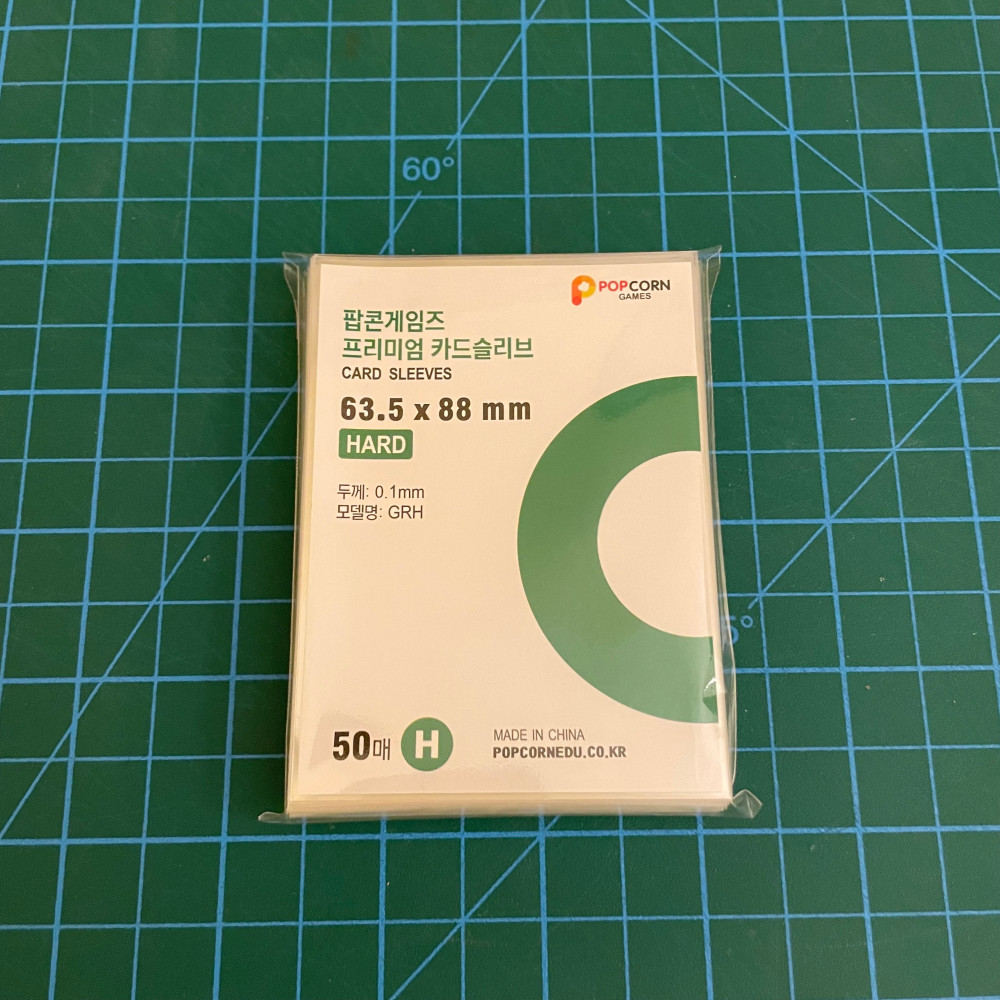 60°
POPCORN
GAMES
팝콘게임즈
프리미엄 카드슬리브
CARD SLEEVES
63.5 x 88 mm
HARD
두께: 0.1mm
모델명: GRH
5°
50매 H
MADE IN CHINA
POPCORNEDU.CO.KR